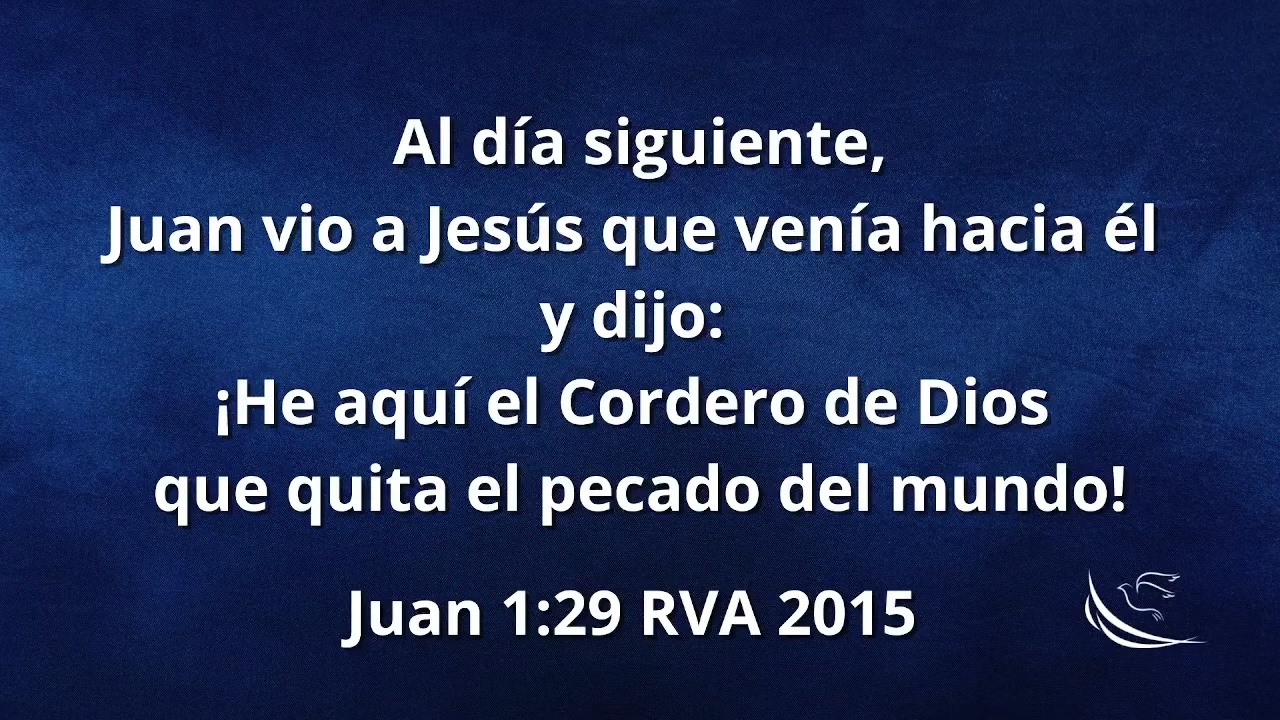 Al día siguiente,
Juan vio a Jesús que venía hacia él
y dijo:
¡He aquí el Cordero de Dios
que quita el pecado del mundo!
Juan 1:29 RVA 2015